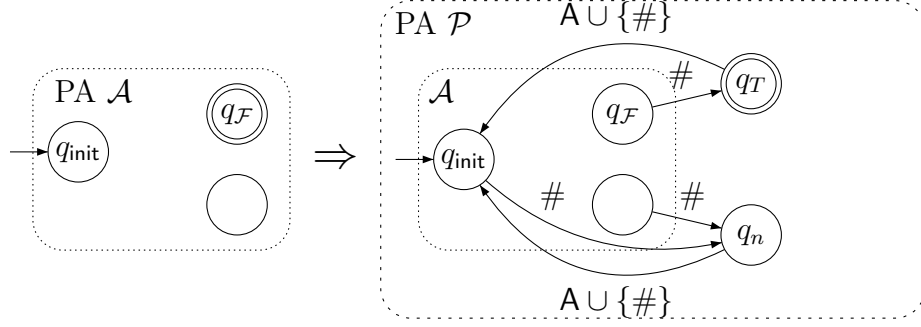 PA 𝒜
q_init
q_ℱ
⇒
PA 𝒫
A ∪ {#}
𝒜
q_init
q_ℱ
#
q_T
#
#
q_n
A ∪ {#}